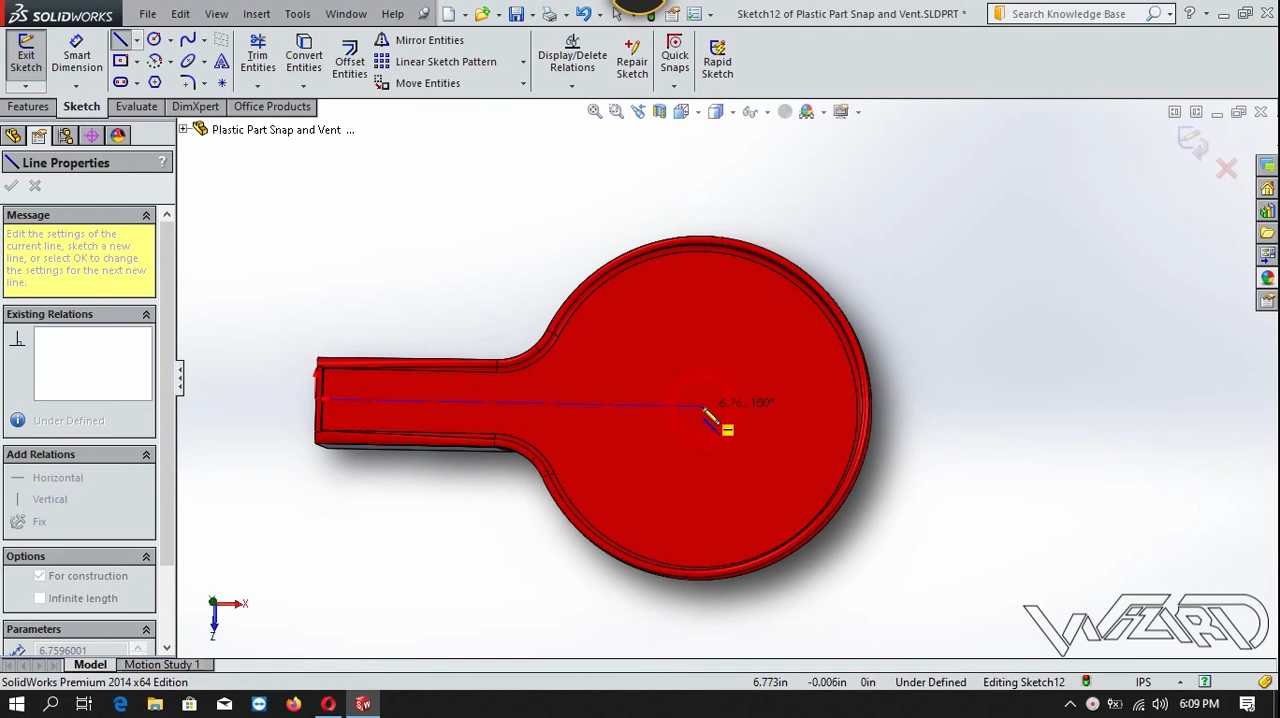 SOLIDWORKS File Edit View Insert Tools Window Help Sketch12 of Plastic Part Snap and Vent.SLDPRT * Search Knowledge Base
Exit Sketch
Smart Dimension
Trim Entities
Convert Entities
Offset Entities
Mirror Entities
Linear Sketch Pattern
Move Entities
Display/Delete Relations
Repair Sketch
Quick Snaps
Rapid Sketch
Features Sketch Evaluate DimXpert Office Products
Plastic Part Snap and Vent ...
Line Properties ?
Message
Edit the settings of the
current line, sketch a new
line, or select OK to change
the settings for the next new
line.
Existing Relations
Under Defined
Add Relations
Horizontal
Vertical
Fix
Options
For construction
Infinite length
Parameters
6.7596001
6.76, 180°
X
Z
WIZARD
Model Motion Study 1
SolidWorks Premium 2014 x64 Edition 6.773in -0.006in 0in Under Defined Editing Sketch12 IPS
6:09 PM